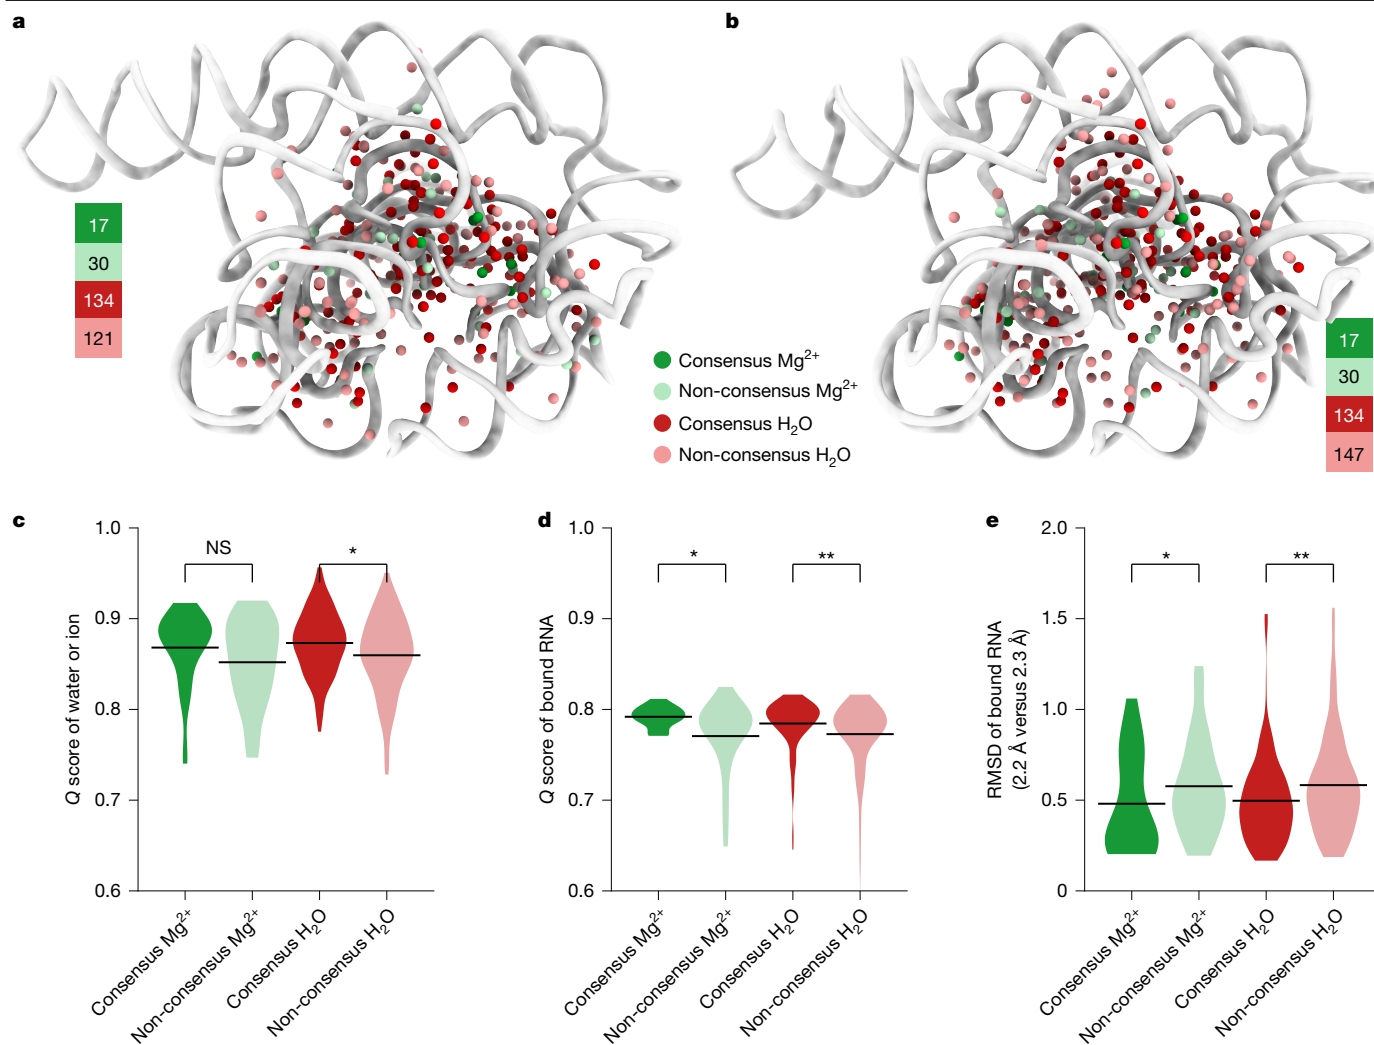 a
b
17
30
134
121
Consensus Mg²⁺
Non-consensus Mg²⁺
Consensus H₂O
Non-consensus H₂O
17
30
134
147
c
Q score of water or ion
1.0
0.9
0.8
0.7
0.6
NS
*
Consensus Mg²⁺
Non-consensus Mg²⁺
Consensus H₂O
Non-consensus H₂O
d
Q score of bound RNA
1.0
0.9
0.8
0.7
0.6
*
**
Consensus Mg²⁺
Non-consensus Mg²⁺
Consensus H₂O
Non-consensus H₂O
e
RMSD of bound RNA
(2.2 Å versus 2.3 Å)
2.0
1.5
1.0
0.5
0
*
**
Consensus Mg²⁺
Non-consensus Mg²⁺
Consensus H₂O
Non-consensus H₂O